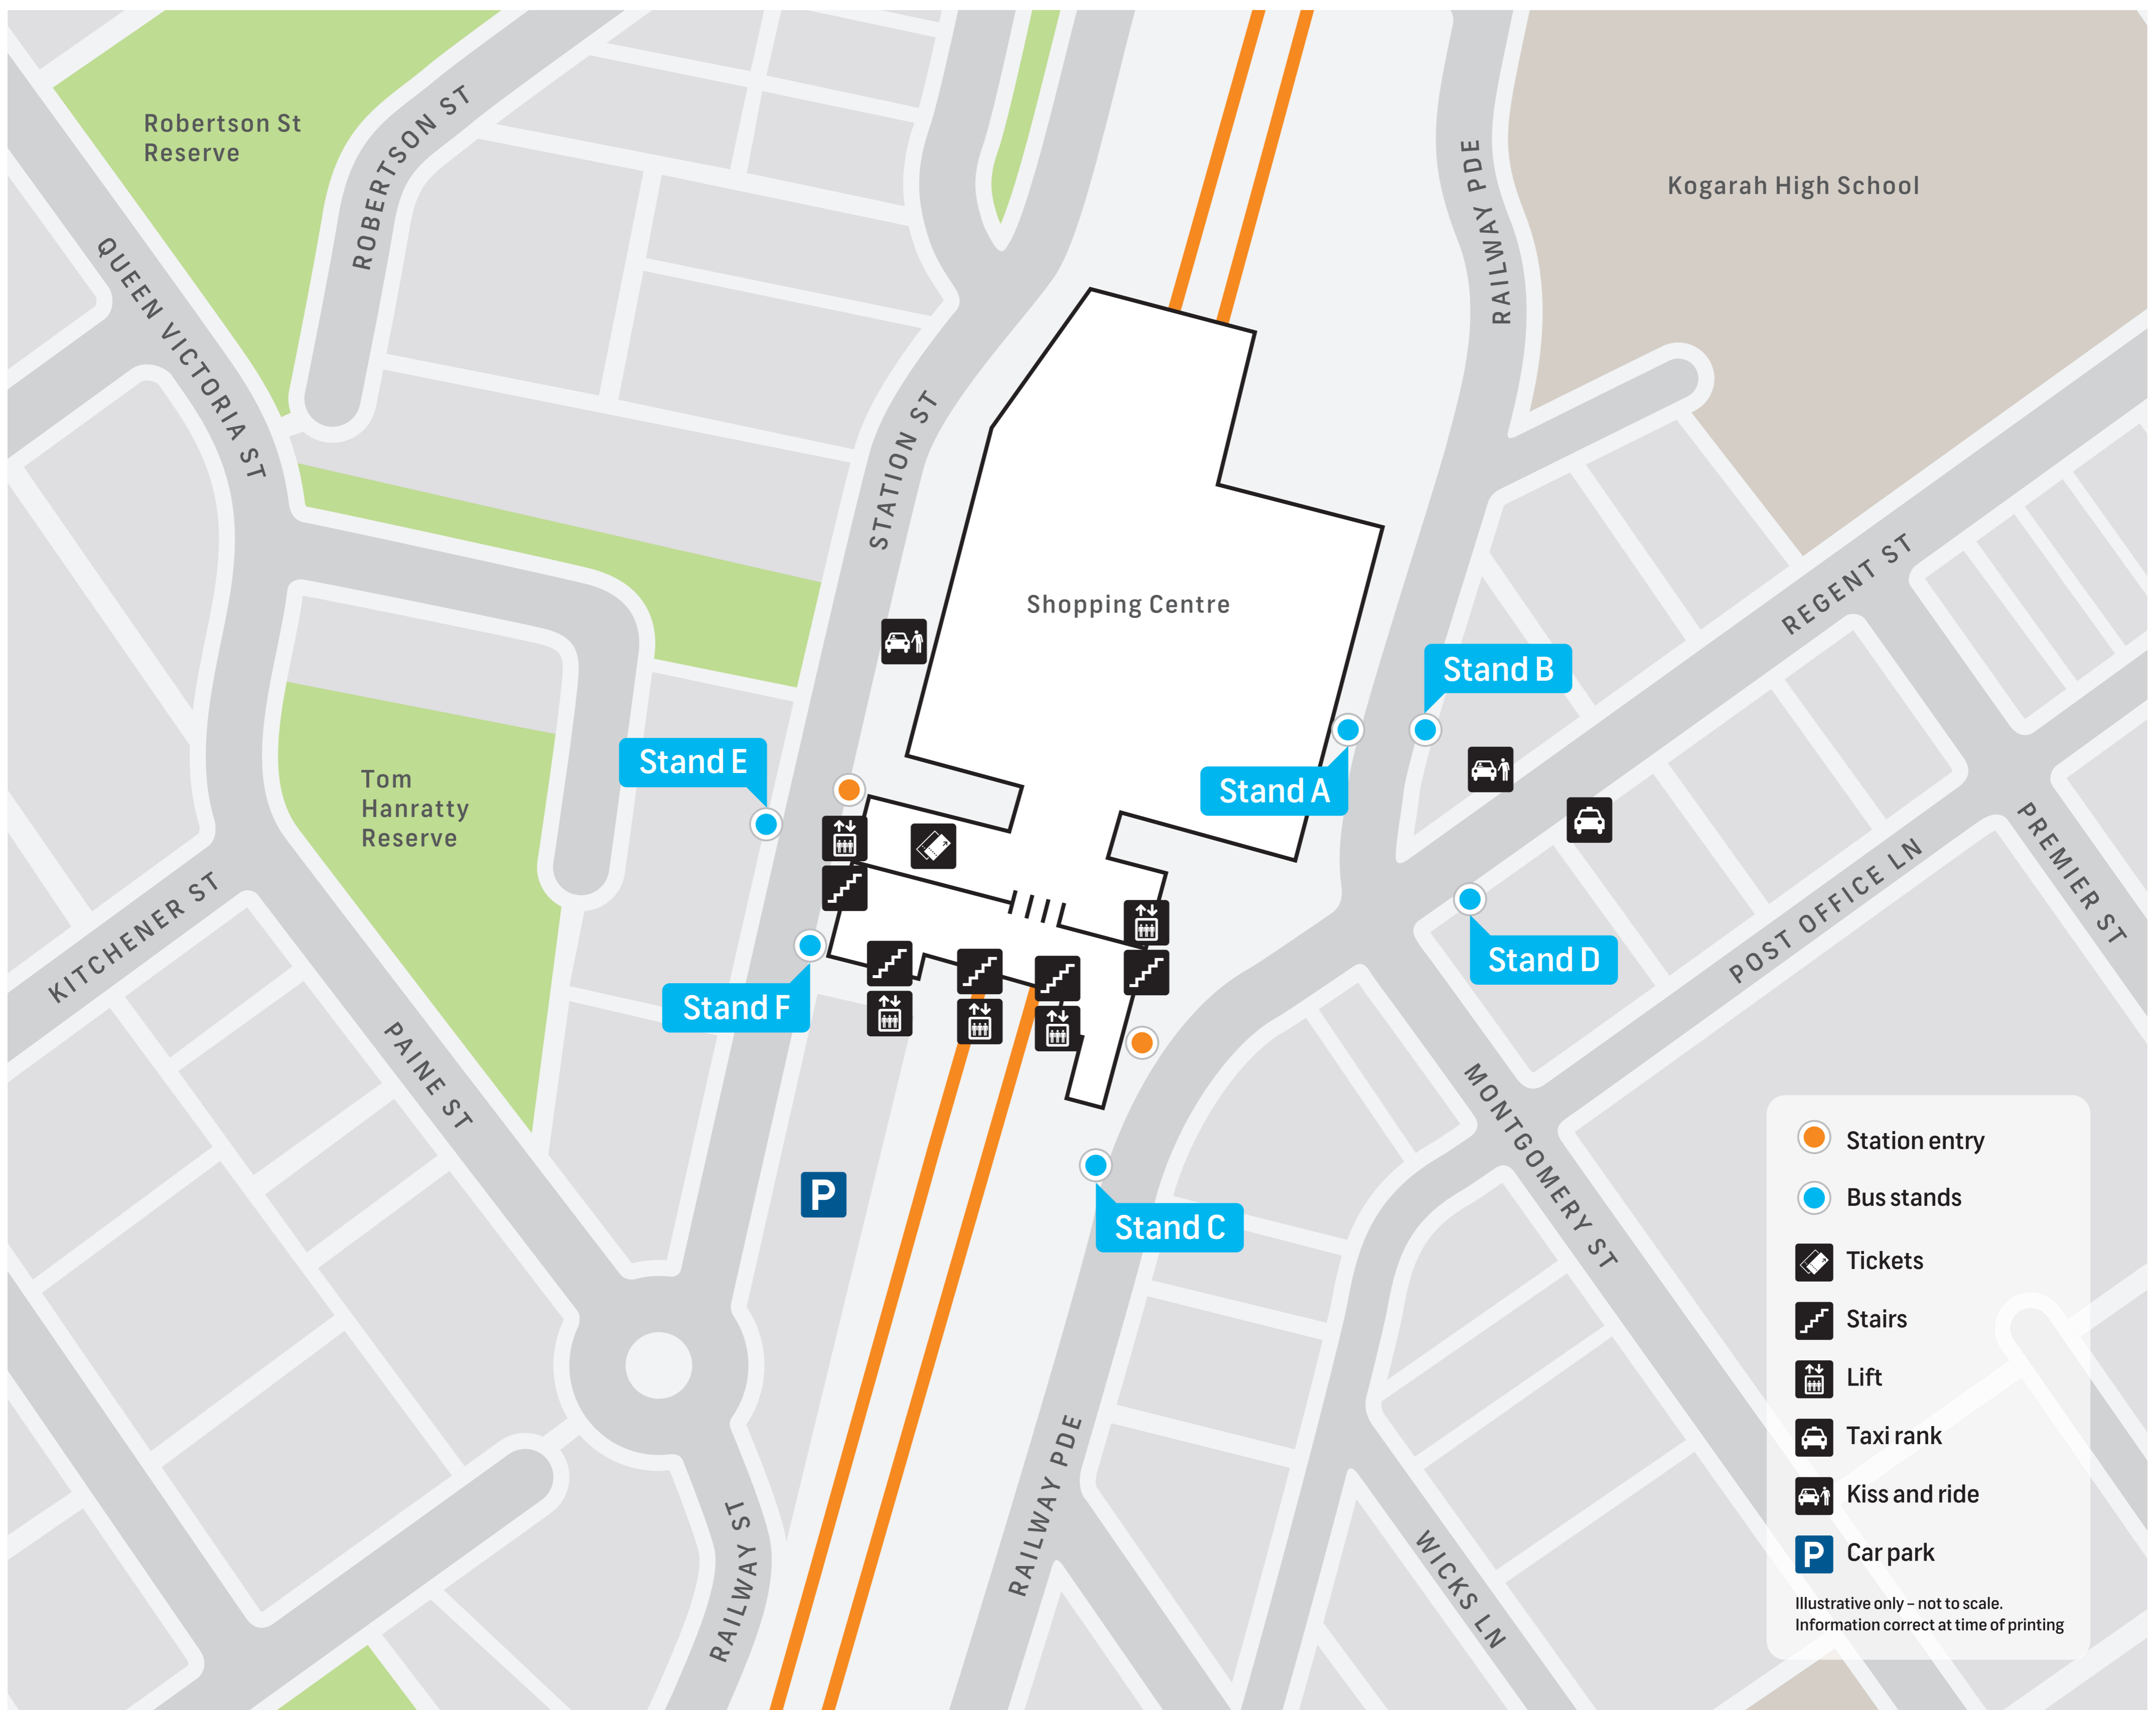 Robertson St
Reserve
ROBERTSON ST
QUEEN VICTORIA ST
RAILWAY PDE
Kogarah High School
STATION ST
Shopping Centre
REGENT ST
Stand B
Stand E
Stand A
Tom
Hanratty
Reserve
PREMIER ST
POST OFFICE LN
KITCHENER ST
Stand D
Stand F
PAINE ST
MONTGOMERY ST
P
Stand C
RAILWAY PDE
RAILWAY ST
WICKS LN
Station entry
Bus stands
Tickets
Stairs
Lift
Taxi rank
Kiss and ride
P Car park
Illustrative only – not to scale.
Information correct at time of printing